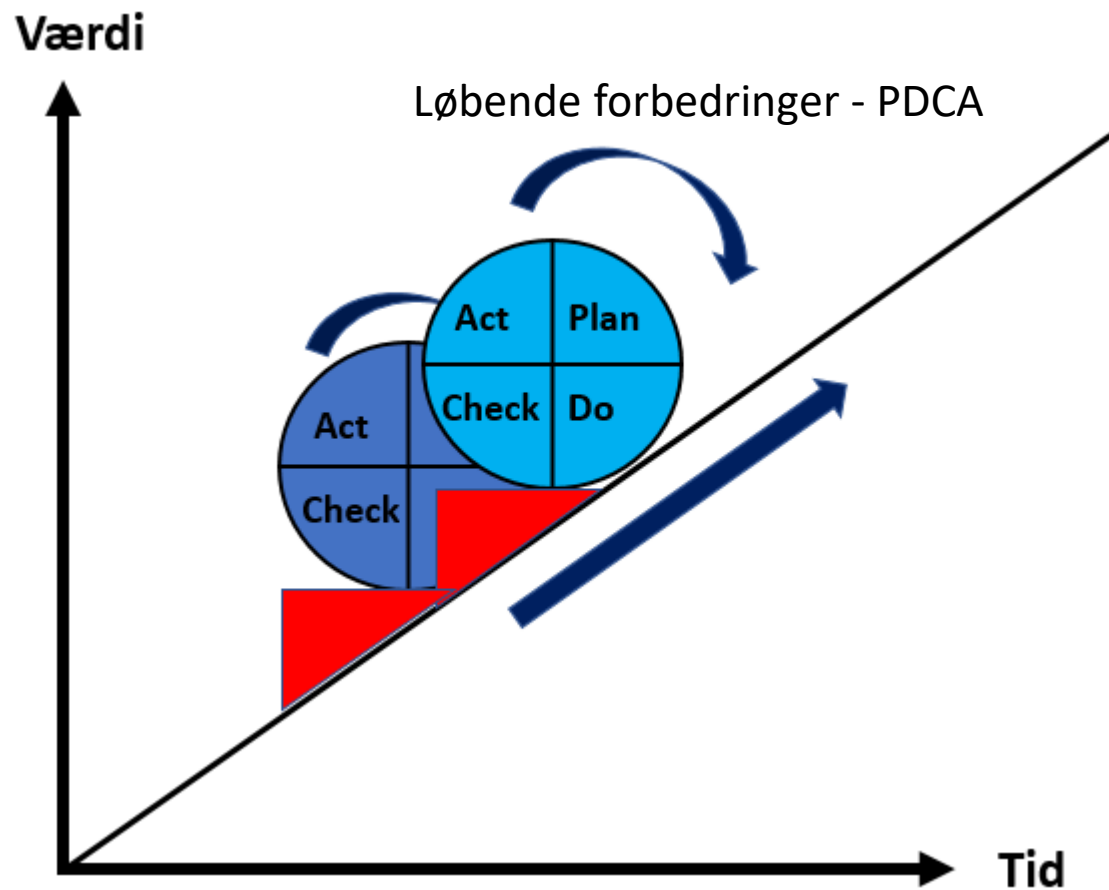 Værdi
Løbende forbedringer - PDCA
Act Plan
Check Do
Act
Check
Tid